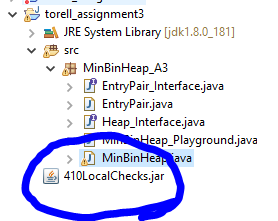 torell_assignment3
JRE System Library [jdk1.8.0_181]
src
MinBinHeap_A3
EntryPair_Interface.java
EntryPair.java
Heap_Interface.java
MinBinHeap_Playground.java
MinBinHeap.java
410LocalChecks.jar